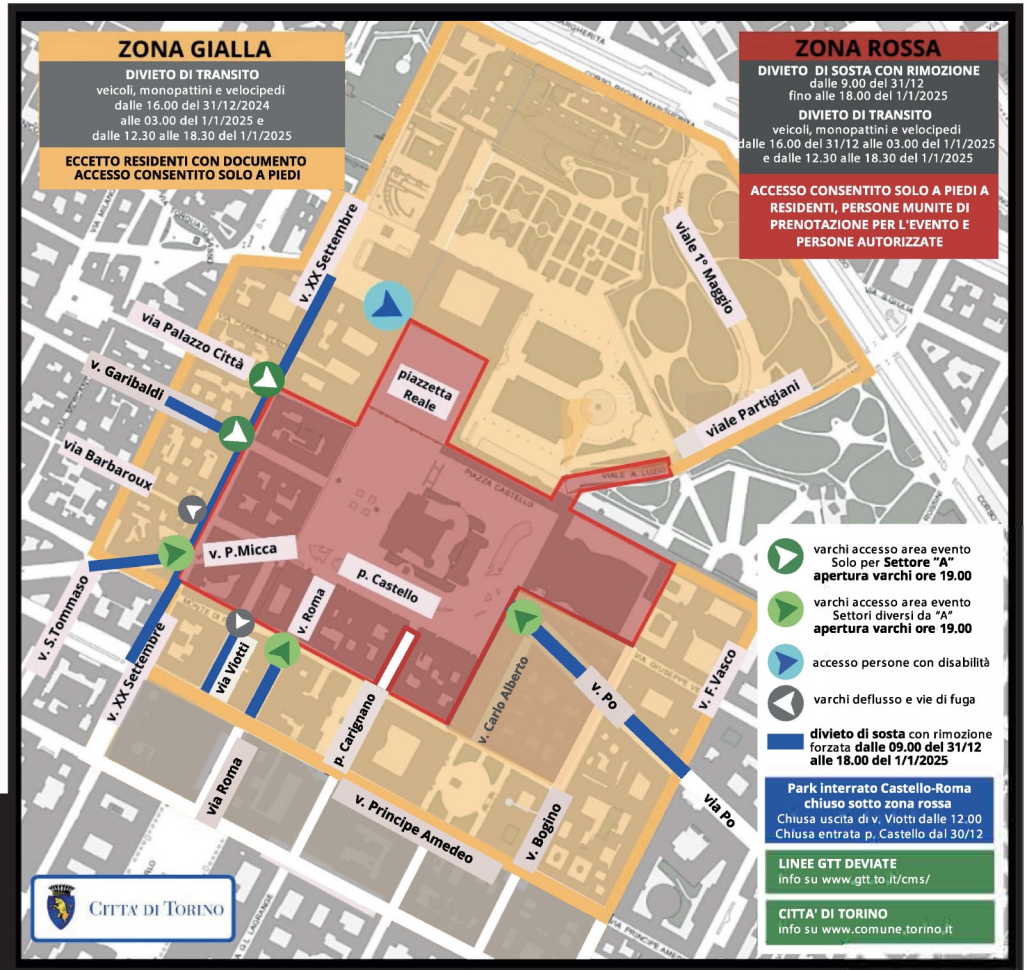 ZONA GIALLA
DIVIETO DI TRANSITO
veicoli, monopattini e velocipedi
dalle 16.00 del 31/12/2024
alle 03.00 del 1/1/2025 e
dalle 12.30 alle 18.30 del 1/1/2025
ECCETTO RESIDENTI CON DOCUMENTO
ACCESSO CONSENTITO SOLO A PIEDI
ZONA ROSSA
DIVIETO DI SOSTA CON RIMOZIONE
dalle 9.00 del 31/12
fino alle 18.00 del 1/1/2025
DIVIETO DI TRANSITO
veicoli, monopattini e velocipedi
dalle 16.00 del 31/12 alle 03.00 del 1/1/2025
e dalle 12.30 alle 18.30 del 1/1/2025
ACCESSO CONSENTITO SOLO A PIEDI A
RESIDENTI, PERSONE MUNITE DI
PRENOTAZIONE PER L'EVENTO E
PERSONE AUTORIZZATE
CORSO REGINA MARGHERITA
v. XX Settembre
viale 1° Maggio
via Palazzo Città
v. Garibaldi
piazzetta
Reale
viale Partigiani
via Barbaroux
VIALE A. LUZIO
PIAZZA CASTELLO
v. P.Micca
p. Castello
v. Roma
v. S.Tommaso
v. XX Settembre
via Viotti
via Roma
p. Carignano
v. Carlo Alberto
v. Po
v. F.Vasco
via Po
v. Principe Amedeo
v. Bogino
VIA G.L. LAGRANGE
CORSO
varchi accesso area evento
Solo per Settore "A"
apertura varchi ore 19.00
varchi accesso area evento
Settori diversi da "A"
apertura varchi ore 19.00
accesso persone con disabilità
varchi deflusso e vie di fuga
divieto di sosta con rimozione
forzata dalle 09.00 del 31/12
alle 18.00 del 1/1/2025
Park interrato Castello-Roma
chiuso sotto zona rossa
Chiusa uscita di v. Viotti dalle 12.00
Chiusa entrata p. Castello dal 30/12
LINEE GTT DEVIATE
info su www.gtt.to.it/cms/
CITTA' DI TORINO
info su www.comune.torino.it
CITTA' DI TORINO